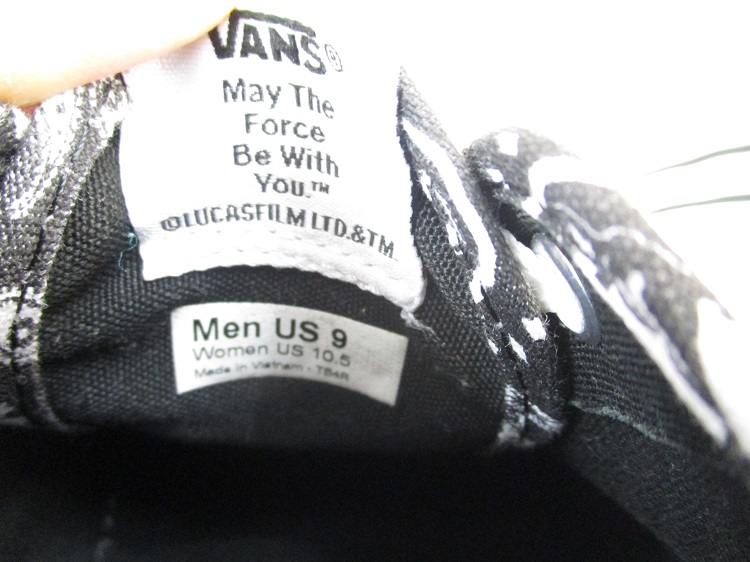 VANS®
May The
Force
Be With
You.™
©LUCASFILM LTD.&TM.
Men US 9
Women US 10.5
Made in Vietnam - TB4R